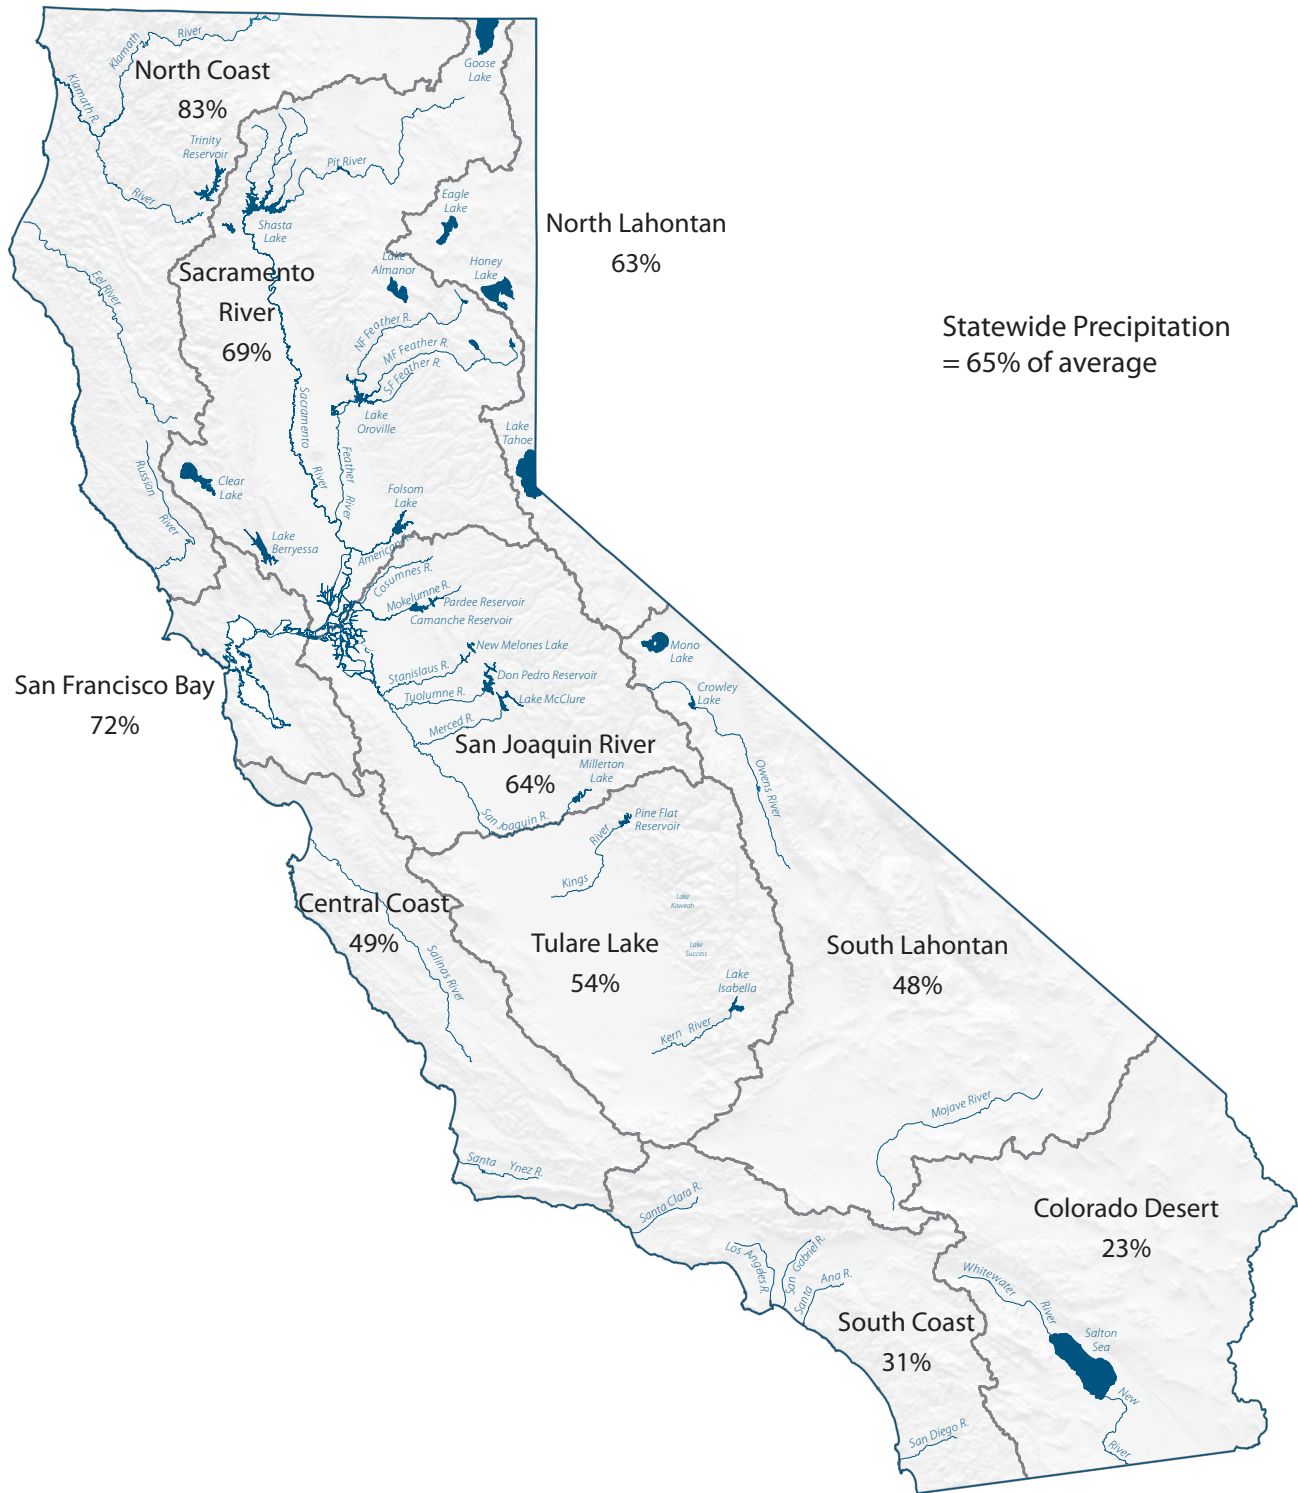 Klamath
River
North Coast
83%
Klamath R.
Goose
Lake
Trinity
Reservoir
Pit River
River
Shasta
Lake
Eagle
Lake
North Lahontan
63%
Lake
Almanor
Honey
Lake
Sacramento
River
69%
Eel River
NF Feather R.
MF Feather R.
SF Feather R.
Statewide Precipitation
= 65% of average
Sacramento
River
Lake
Oroville
Feather
River
Lake
Tahoe
Russian
River
Clear
Lake
Folsom
Lake
Lake
Berryessa
American R.
Cosumnes R.
Mokelumne R.
Pardee Reservoir
Camanche Reservoir
New Melones Lake
Stanislaus R.
Don Pedro Reservoir
Tuolumne R.
Lake McClure
Merced R.
Mono
Lake
Crowley
Lake
San Francisco Bay
72%
San Joaquin River
64%
Millerton
Lake
Owens River
San Joaquin R.
Pine Flat
Reservoir
River
Kings
Lake
Kaweah
Central Coast
49%
Salinas River
Tulare Lake
54%
Lake
Success
Lake
Isabella
Kern River
South Lahontan
48%
Mojave River
Santa Ynez R.
Santa Clara R.
Los Angeles R.
San Gabriel R.
Santa Ana R.
Colorado Desert
23%
Whitewater
River
South Coast
31%
Salton
Sea
New
River
San Diego R.